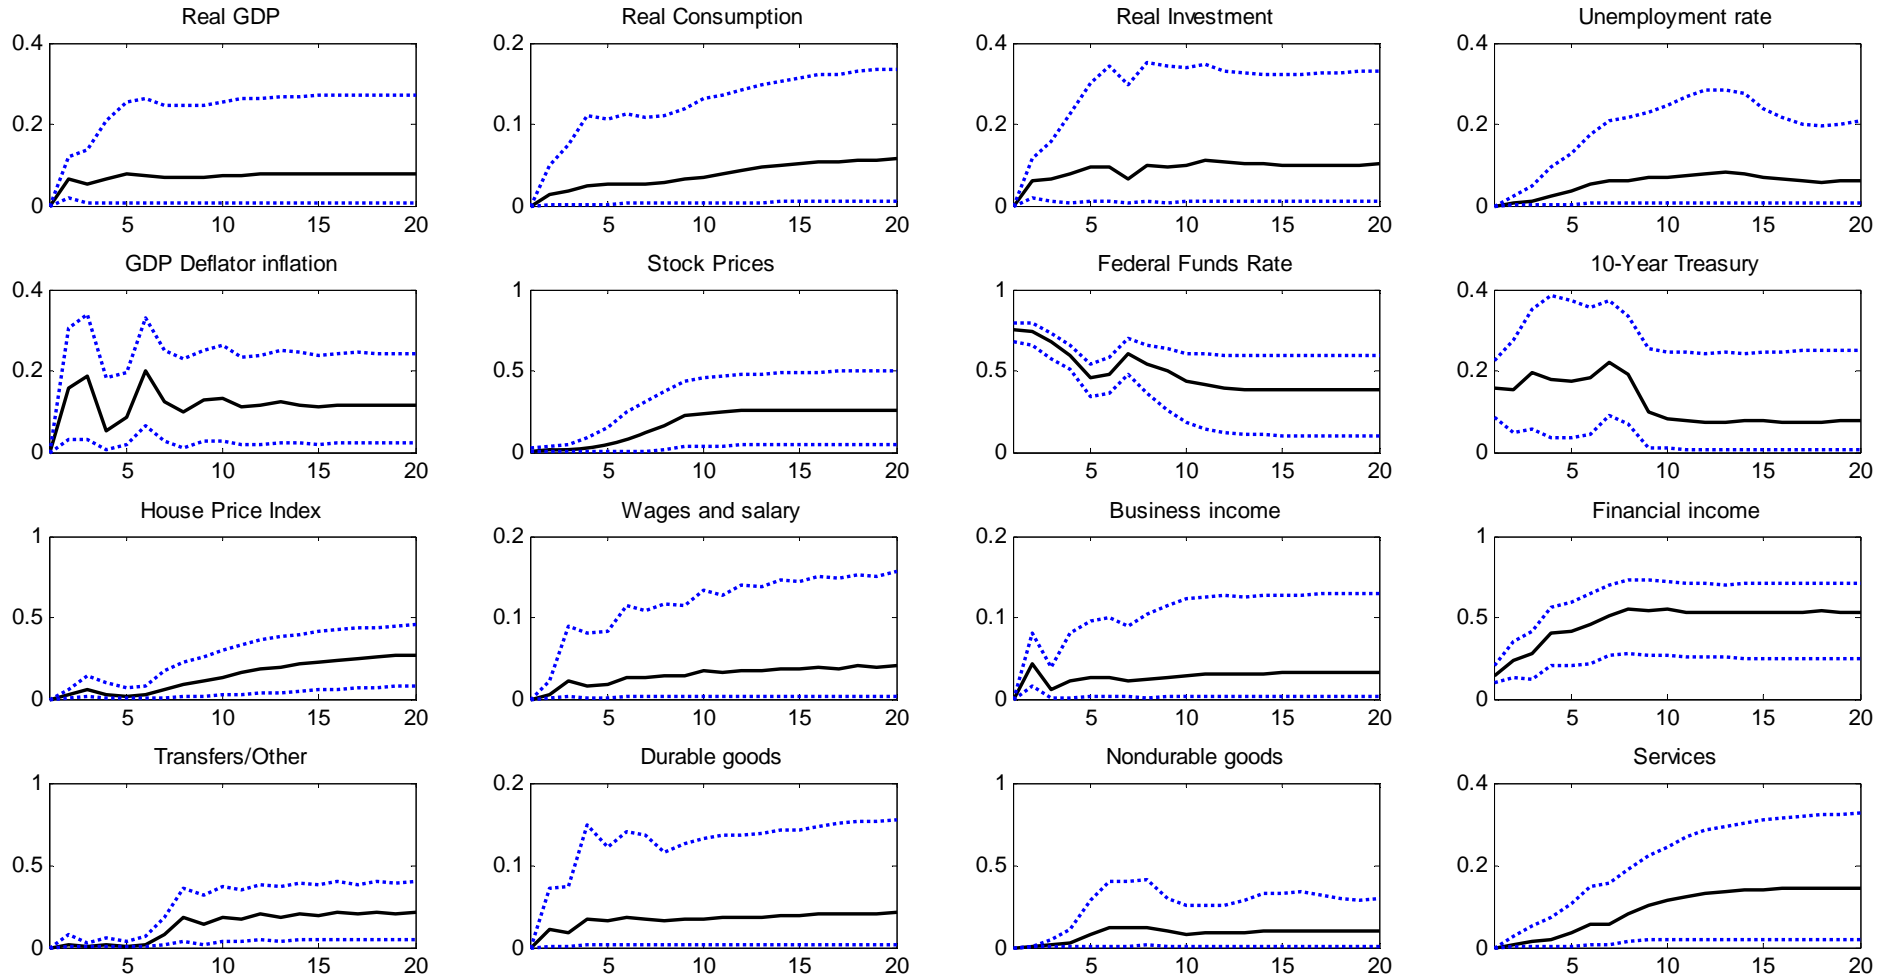 Real GDP
0.4
0.2
0
5 10 15 20
Real Consumption
0.2
0.1
0
5 10 15 20
Real Investment
0.4
0.2
0
5 10 15 20
Unemployment rate
0.4
0.2
0
5 10 15 20
GDP Deflator inflation
0.4
0.2
0
5 10 15 20
Stock Prices
1
0.5
0
5 10 15 20
Federal Funds Rate
1
0.5
0
5 10 15 20
10-Year Treasury
0.4
0.2
0
5 10 15 20
House Price Index
1
0.5
0
5 10 15 20
Wages and salary
0.2
0.1
0
5 10 15 20
Business income
0.2
0.1
0
5 10 15 20
Financial income
1
0.5
0
5 10 15 20
Transfers/Other
1
0.5
0
5 10 15 20
Durable goods
0.2
0.1
0
5 10 15 20
Nondurable goods
1
0.5
0
5 10 15 20
Services
0.4
0.2
0
5 10 15 20